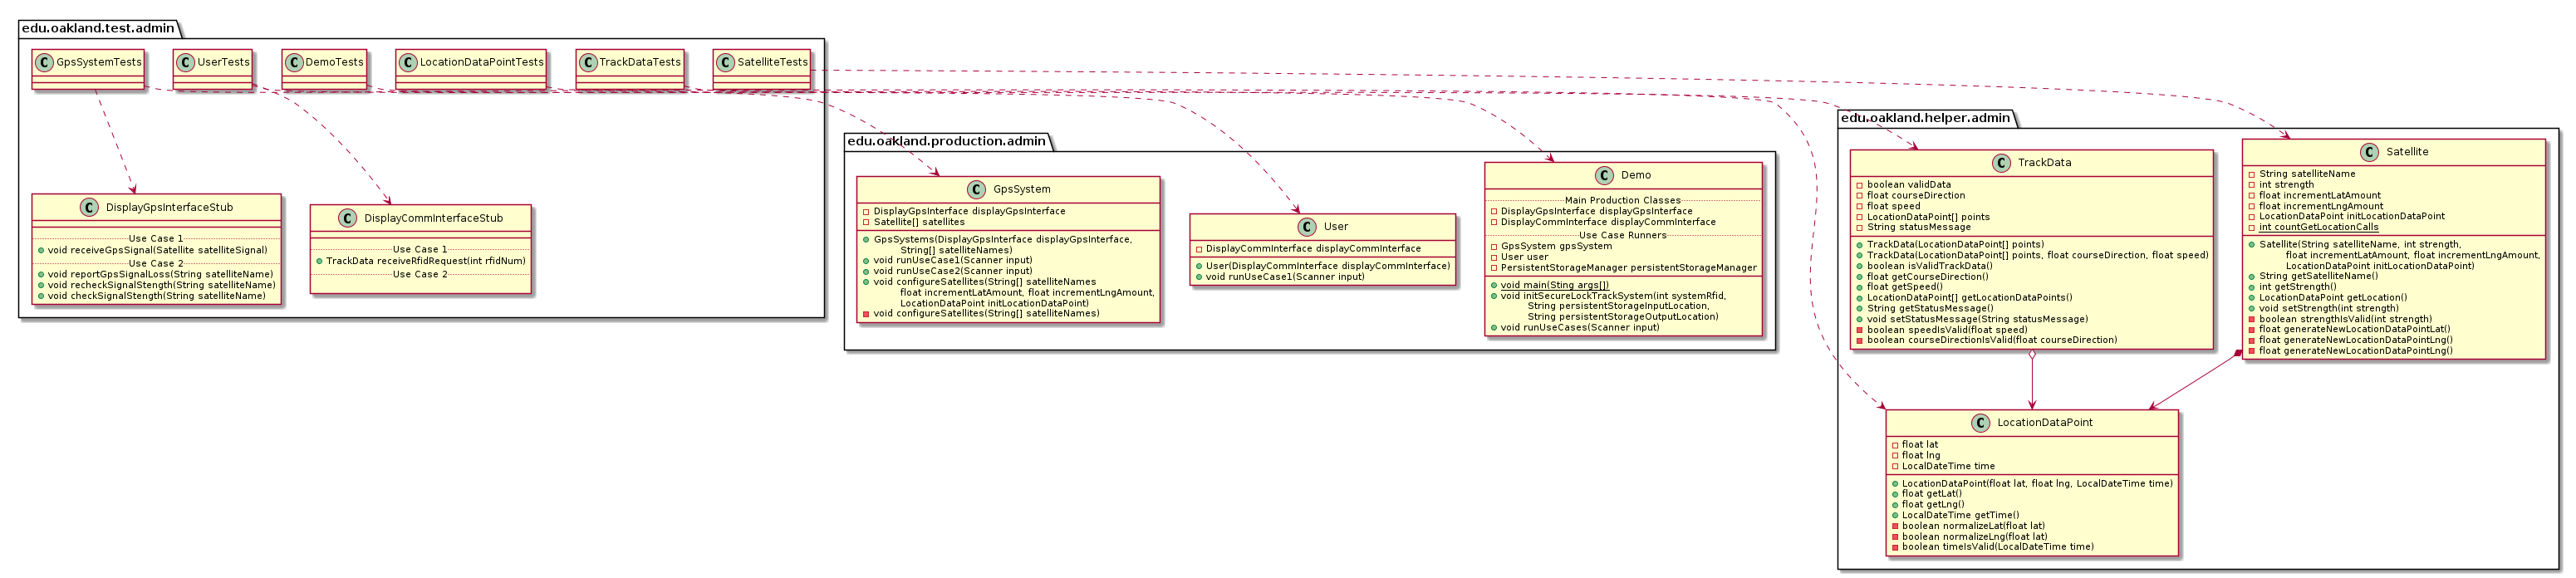 edu.oakland.test.admin
C GpsSystemTests
C UserTests
C DemoTests
C LocationDataPointTests
C TrackDataTests
C SatelliteTests
C DisplayGpsInterfaceStub
Use Case 1
void receiveGpsSignal(Satellite satelliteSignal)
Use Case 2
void reportGpsSignalLoss(String satelliteName)
void recheckSignalStength(String satelliteName)
void checkSignalStength(String satelliteName)
C DisplayCommInterfaceStub
Use Case 1
TrackData receiveRfidRequest(int rfidNum)
Use Case 2
edu.oakland.production.admin
C GpsSystem
DisplayGpsInterface displayGpsInterface
Satellite[] satellites
GpsSystems(DisplayGpsInterface displayGpsInterface,
String[] satelliteNames)
void runUseCase1(Scanner input)
void runUseCase2(Scanner input)
void configureSatellites(String[] satelliteNames
float incrementLatAmount, float incrementLngAmount,
LocationDataPoint initLocationDataPoint)
void configureSatellites(String[] satelliteNames)
C User
DisplayCommInterface displayCommInterface
User(DisplayCommInterface displayCommInterface)
void runUseCase1(Scanner input)
C Demo
Main Production Classes
DisplayGpsInterface displayGpsInterface
DisplayCommInterface displayCommInterface
Use Case Runners
GpsSystem gpsSystem
User user
PersistentStorageManager persistentStorageManager
void main(Sting args[])
void initSecureLockTrackSystem(int systemRfid,
String persistentStorageInputLocation,
String persistentStorageOutputLocation)
void runUseCases(Scanner input)
edu.oakland.helper.admin
C TrackData
boolean validData
float courseDirection
float speed
LocationDataPoint[] points
String statusMessage
TrackData(LocationDataPoint[] points)
TrackData(LocationDataPoint[] points, float courseDirection, float speed)
boolean isValidTrackData()
float getCourseDirection()
float getSpeed()
LocationDataPoint[] getLocationDataPoints()
String getStatusMessage()
void setStatusMessage(String statusMessage)
boolean speedIsValid(float speed)
boolean courseDirectionIsValid(float courseDirection)
C Satellite
String satelliteName
int strength
float incrementLatAmount
float incrementLngAmount
LocationDataPoint initLocationDataPoint
int countGetLocationCalls
Satellite(String satelliteName, int strength,
float incrementLatAmount, float incrementLngAmount,
LocationDataPoint initLocationDataPoint)
String getSatelliteName()
int getStrength()
LocationDataPoint getLocation()
void setStrength(int strength)
boolean strengthIsValid(int strength)
float generateNewLocationDataPointLat()
float generateNewLocationDataPointLng()
float generateNewLocationDataPointLng()
C LocationDataPoint
float lat
float lng
LocalDateTime time
LocationDataPoint(float lat, float lng, LocalDateTime time)
float getLat()
float getLng()
LocalDateTime getTime()
boolean normalizeLat(float lat)
boolean normalizeLng(float lat)
boolean timeIsValid(LocalDateTime time)